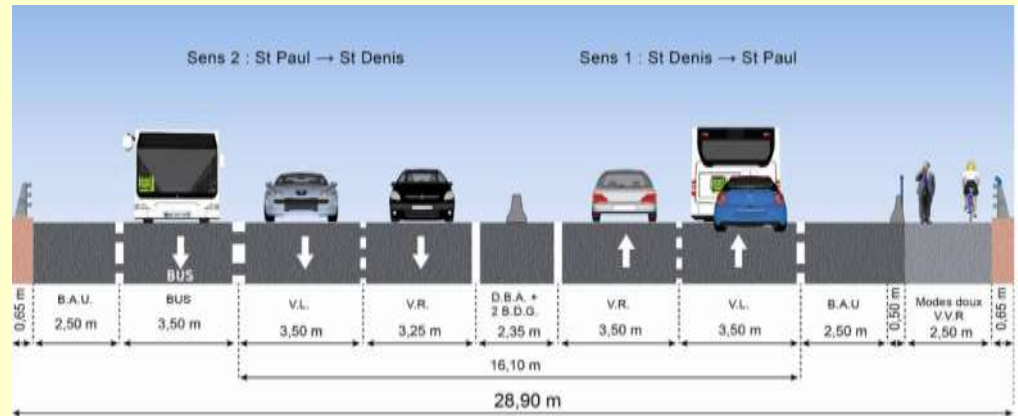 Sens 2 : St Paul → St Denis
Sens 1 : St Denis → St Paul
BUS
0,65 m
B.A.U.
2,50 m
BUS
3,50 m
V.L.
3,50 m
V.R.
3,25 m
D.B.A. +
2 B.D.G.
2,35 m
V.R.
3,50 m
V.L.
3,50 m
B.A.U
2,50 m
0,50 m
Modes doux
V.V.R
2,50 m
0,65 m
16,10 m
28,90 m